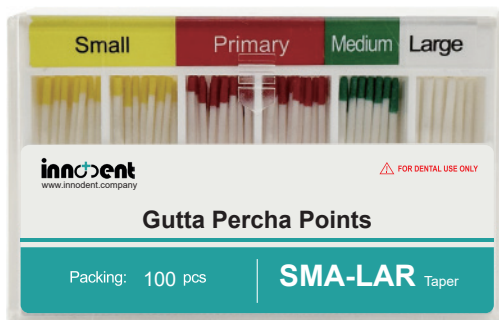 Small Primary Medium Large
innodent
www.innodent.company
FOR DENTAL USE ONLY
Gutta Percha Points
Packing: 100 pcs
SMA-LAR Taper